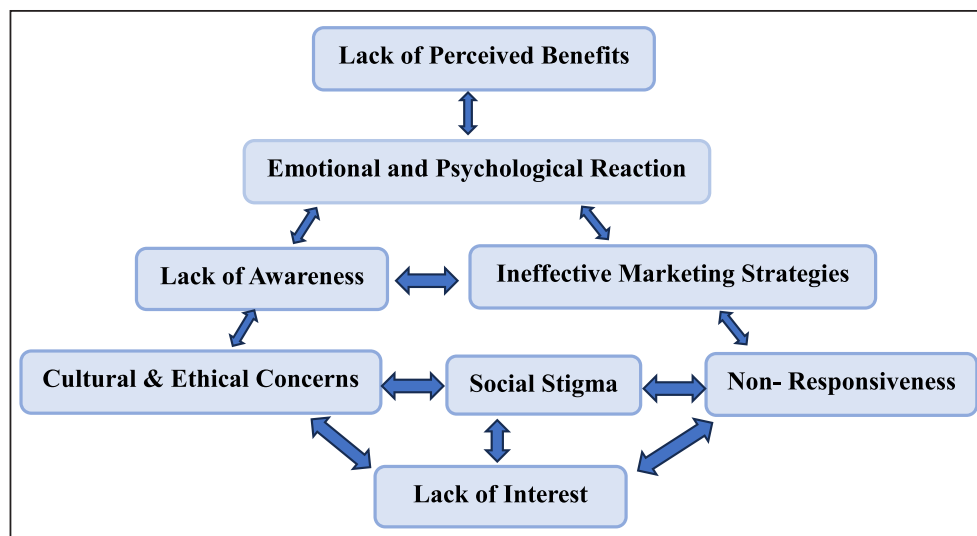 Lack of Perceived Benefits
Emotional and Psychological Reaction
Lack of Awareness
Ineffective Marketing Strategies
Cultural & Ethical Concerns
Social Stigma
Non- Responsiveness
Lack of Interest